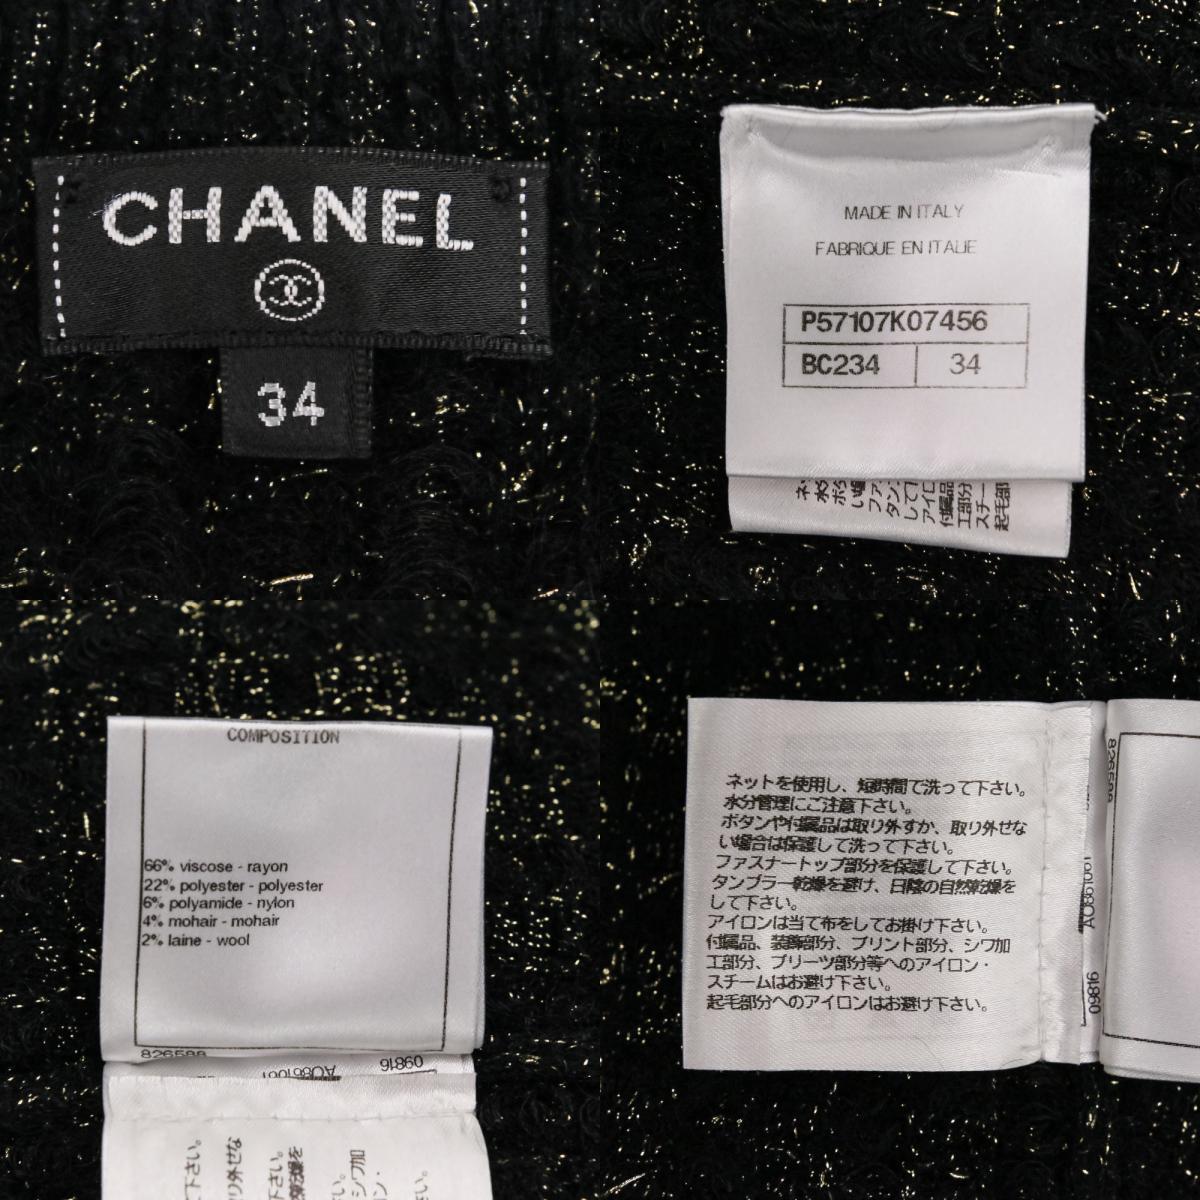 CHANEL
34
MADE IN ITALY
FABRIQUE EN ITALIE
P57107K07456
BC234 34
COMPOSITION
66% viscose - rayon
22% polyester - polyester
6% polyamide - nylon
4% mohair - mohair
2% laine - wool
826588
09816
AO861061
ネットを使用し、短時間で洗って下さい。
水分管理にご注意下さい。
ボタンや付属品は取り外すか、取り外せな
い場合は保護して洗って下さい。
ファスナートップ部分を保護して下さい。
タンブラー乾燥を避け、日陰の自然乾燥を
して下さい。
アイロンは当て布をしてお掛け下さい。
付属品、装飾部分、プリント部分、シワ加
工部分、プリーツ部分等へのアイロン・
スチームはお避け下さい。
起毛部分へのアイロンはお避け下さい。
826588
AO861061
09816